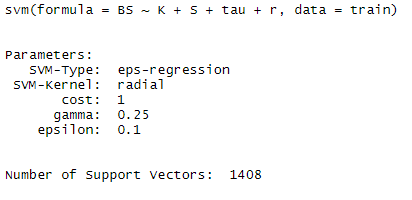 svm(formula = BS ~ K + S + tau + r, data = train)
Parameters:
SVM-Type: eps-regression
SVM-Kernel: radial
cost: 1
gamma: 0.25
epsilon: 0.1
Number of Support Vectors: 1408